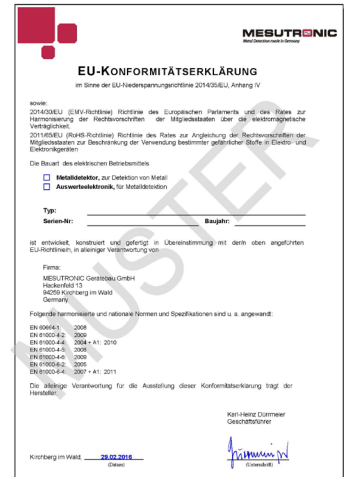 MESUTRONIC
Metal Detection made in Germany
EU-KONFORMITÄTSERKLÄRUNG
im Sinne der EU-Niederspannungsrichtlinie 2014/35/EU, Anhang IV
sowie:
2014/30/EU (EMV-Richtlinie) Richtlinie des Europäischen Parlaments und des Rates zur
Harmonisierung der Rechtsvorschriften der Mitgliedsstaaten über die elektromagnetische
Verträglichkeit.
2011/65/EU (RoHS-Richtlinie) Richtlinie des Rates zur Angleichung der Rechtsvorschriften der
Mitgliedsstaaten zur Beschränkung der Verwendung bestimmter gefährlicher Stoffe in Elektro- und
Elektronikgeräten
Die Bauart des elektrischen Betriebsmittels
Metalldetektor, zur Detektion von Metall
Auswerteelektronik, für Metalldetektion
Typ:
Serien-Nr: Baujahr:
ist entwickelt, konstruiert und gefertigt in Übereinstimmung mit der/n oben angeführten
EU-Richtlinie/n, in alleiniger Verantwortung von
Firma:
MESUTRONIC Gerätebau GmbH
Hackenfeld 13
94259 Kirchberg im Wald
Germany
Folgende harmonisierte und nationale Normen und Spezifikationen sind u. a. angewandt:
EN 60664-1: 2008
EN 61000-4-2: 2009
EN 61000-4-4: 2004 + A1: 2010
EN 61000-4-5: 2006
EN 61000-4-6: 2009
EN 61000-6-2: 2005
EN 61000-6-4: 2007 + A1: 2011
Die alleinige Verantwortung für die Ausstellung dieser Konformitätserklärung trägt der
Hersteller.
Karl-Heinz Dürrmeier
Geschäftsführer
Kirchberg im Wald, 29.02.2016
(Datum) (Unterschrift)
MUSTER